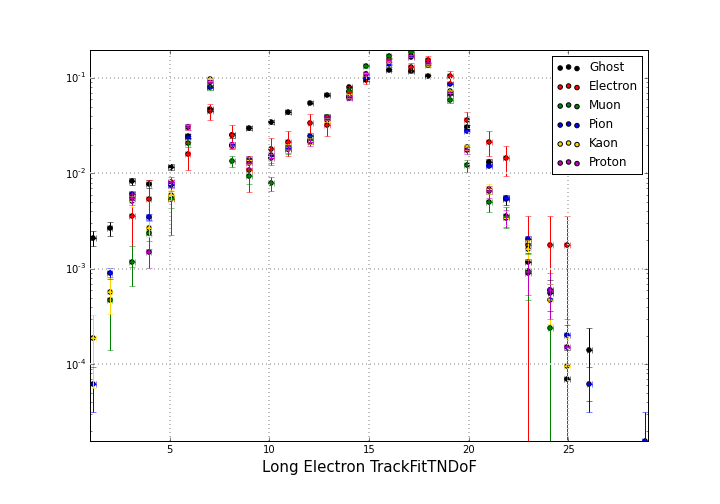 10⁻¹
10⁻²
10⁻³
10⁻⁴
Ghost
Electron
Muon
Pion
Kaon
Proton
5 10 15 20 25
Long Electron TrackFitTNDoF